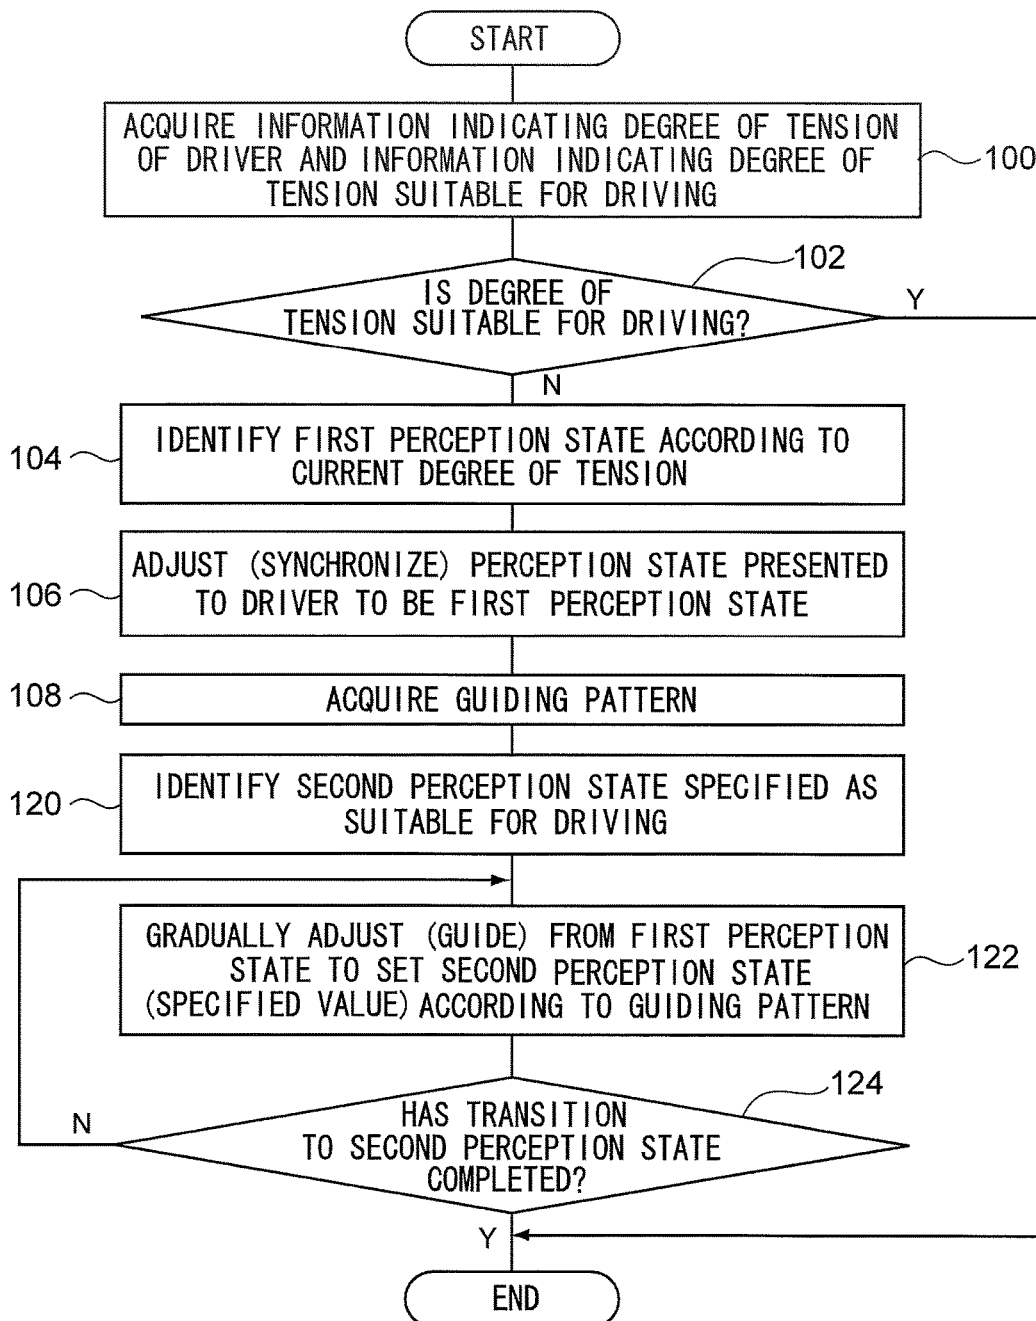 START
ACQUIRE INFORMATION INDICATING DEGREE OF TENSION
OF DRIVER AND INFORMATION INDICATING DEGREE OF
TENSION SUITABLE FOR DRIVING
100
102
IS DEGREE OF
TENSION SUITABLE FOR DRIVING?
Y
N
104
IDENTIFY FIRST PERCEPTION STATE ACCORDING TO
CURRENT DEGREE OF TENSION
106
ADJUST (SYNCHRONIZE) PERCEPTION STATE PRESENTED
TO DRIVER TO BE FIRST PERCEPTION STATE
108
ACQUIRE GUIDING PATTERN
120
IDENTIFY SECOND PERCEPTION STATE SPECIFIED AS
SUITABLE FOR DRIVING
GRADUALLY ADJUST (GUIDE) FROM FIRST PERCEPTION
STATE TO SET SECOND PERCEPTION STATE
(SPECIFIED VALUE) ACCORDING TO GUIDING PATTERN
122
124
N
HAS TRANSITION
TO SECOND PERCEPTION STATE
COMPLETED?
Y
END